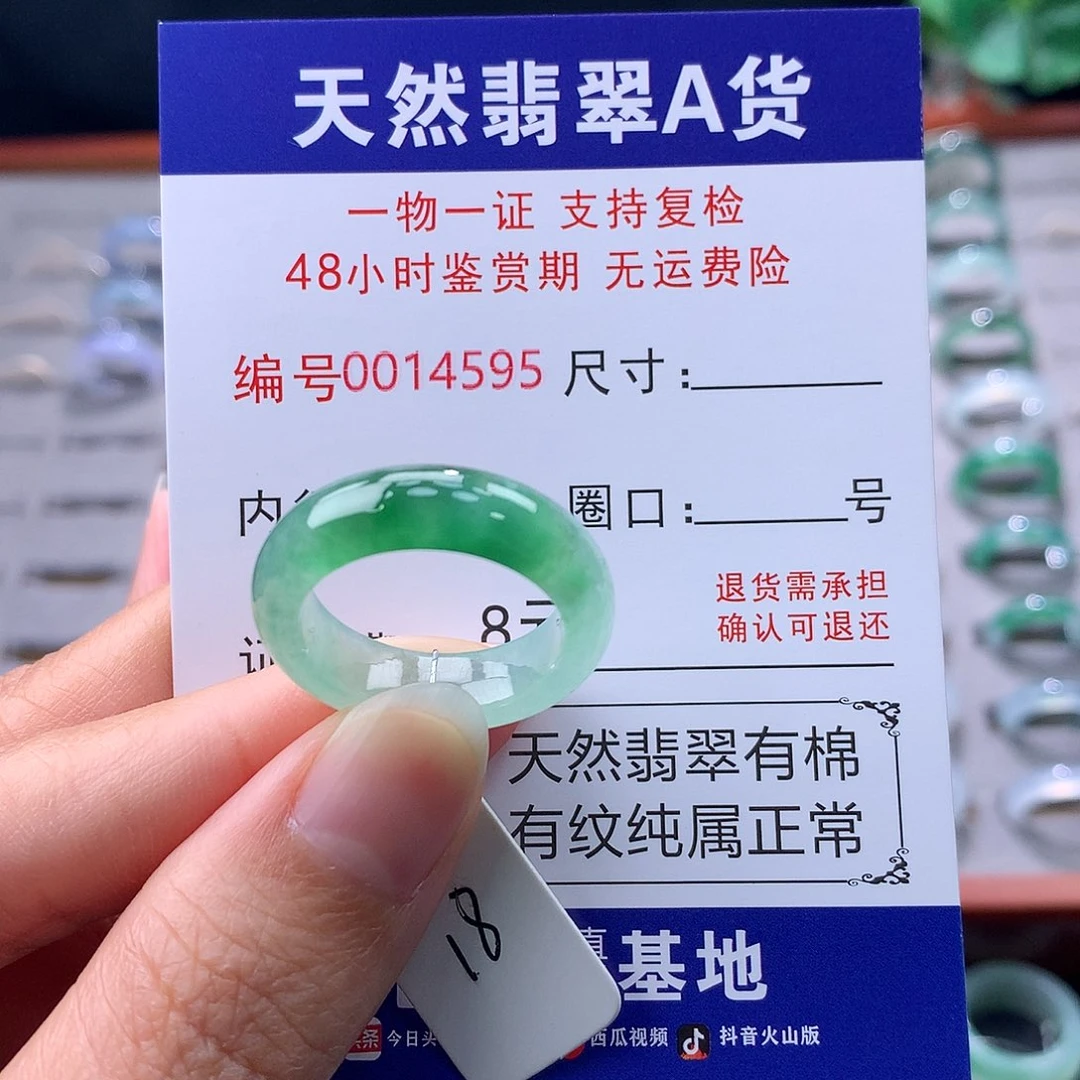 天然翡翠A货
一物一证 支持复检
48小时鉴赏期 无运费险
编号0014595 尺寸:
内 圈口: 号
退货需承担
8元 确认可退还
天然翡翠有棉
有纹纯属正常
18
基地
今日头 西瓜视频 抖音火山版